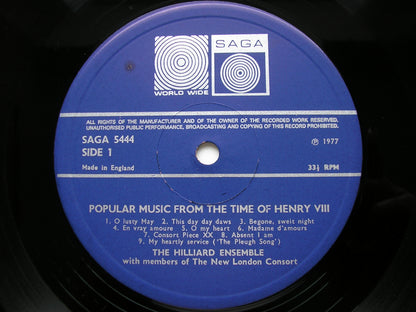 WORLD WIDE
SAGA
ALL RIGHTS OF THE MANUFACTURER AND OF THE OWNER OF THE RECORDED WORK RESERVED.
UNAUTHORISED PUBLIC PERFORMANCE, BROADCASTING AND COPYING OF THIS RECORD PROHIBITED.
SAGA 5444
SIDE 1
℗ 1977
Made in England
33⅓ RPM
POPULAR MUSIC FROM THE TIME OF HENRY VIII
1. O lusty May 2. This day day daws 3. Begone, sweit night
4. En vray amoure 5. O my heart 6. Madame d'amours
7. Consort Piece XX 8. Absent I am
9. My heartly service ('The Pleugh Song')
THE HILLIARD ENSEMBLE
with members of The New London Consort